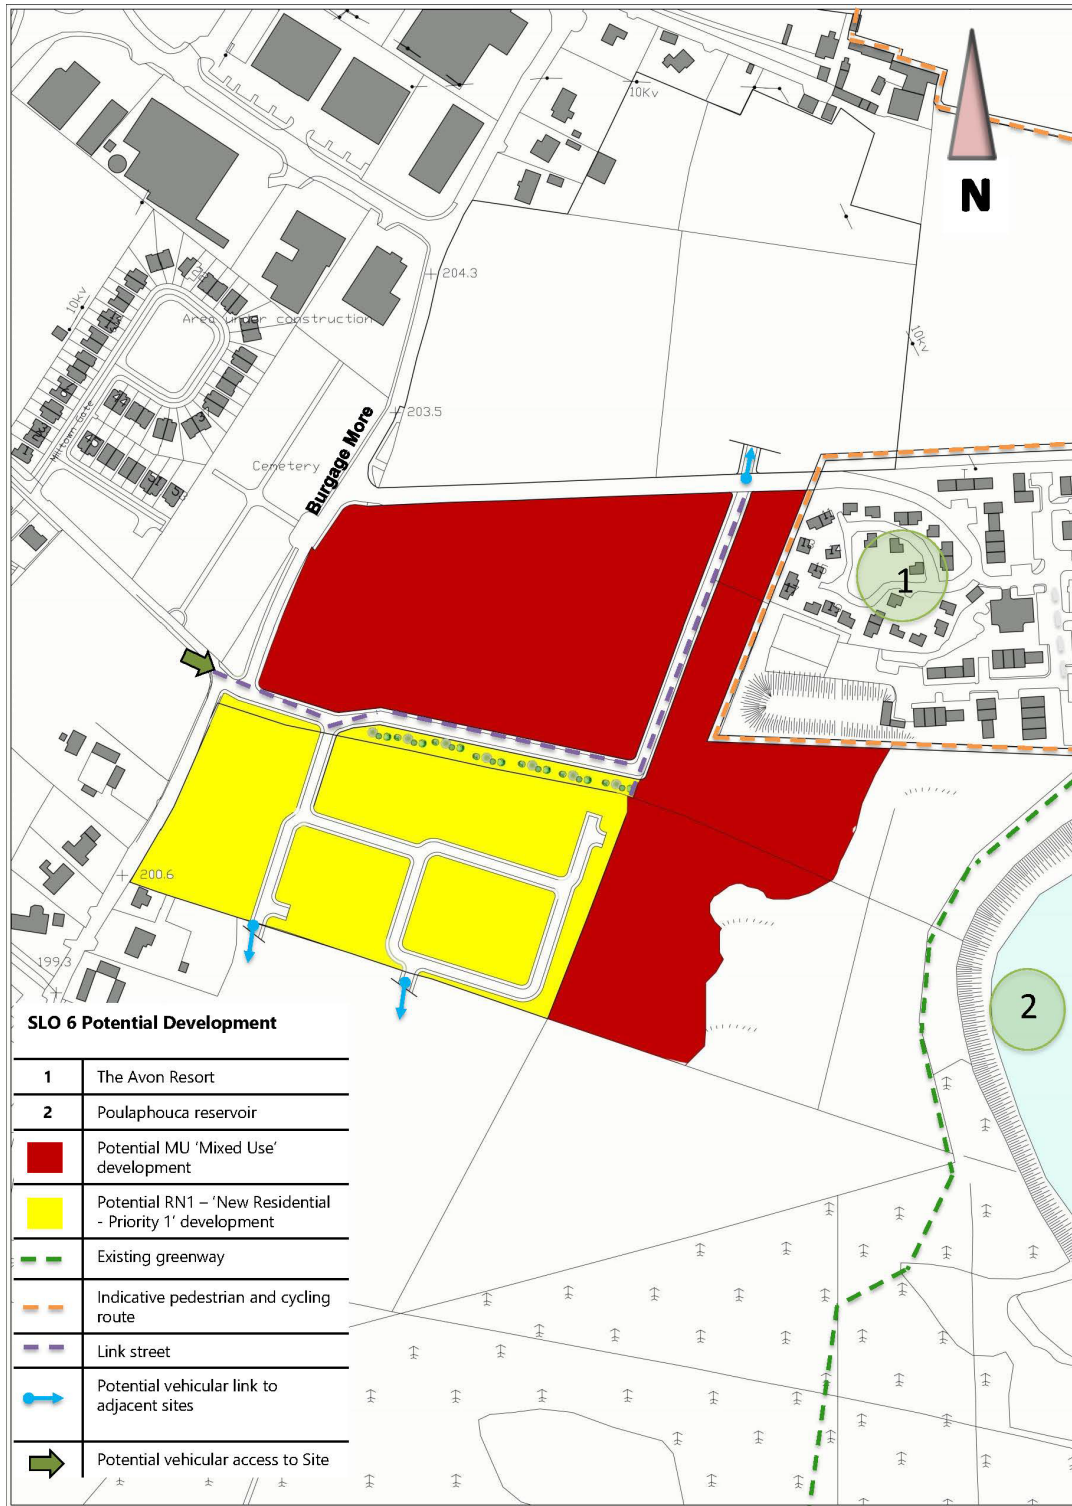 10Kv
N
204.3
10Kv
Area under construction
10Kv
203.5
Milltown Gate
Cemetery
Burgage More
1
200.6
199.3
2
SLO 6 Potential Development
1 The Avon Resort
2 Poulaphouca reservoir
Potential MU ‘Mixed Use’
development
Potential RN1 – ‘New Residential
- Priority 1’ development
Existing greenway
Indicative pedestrian and cycling
route
Link street
Potential vehicular link to
adjacent sites
Potential vehicular access to Site